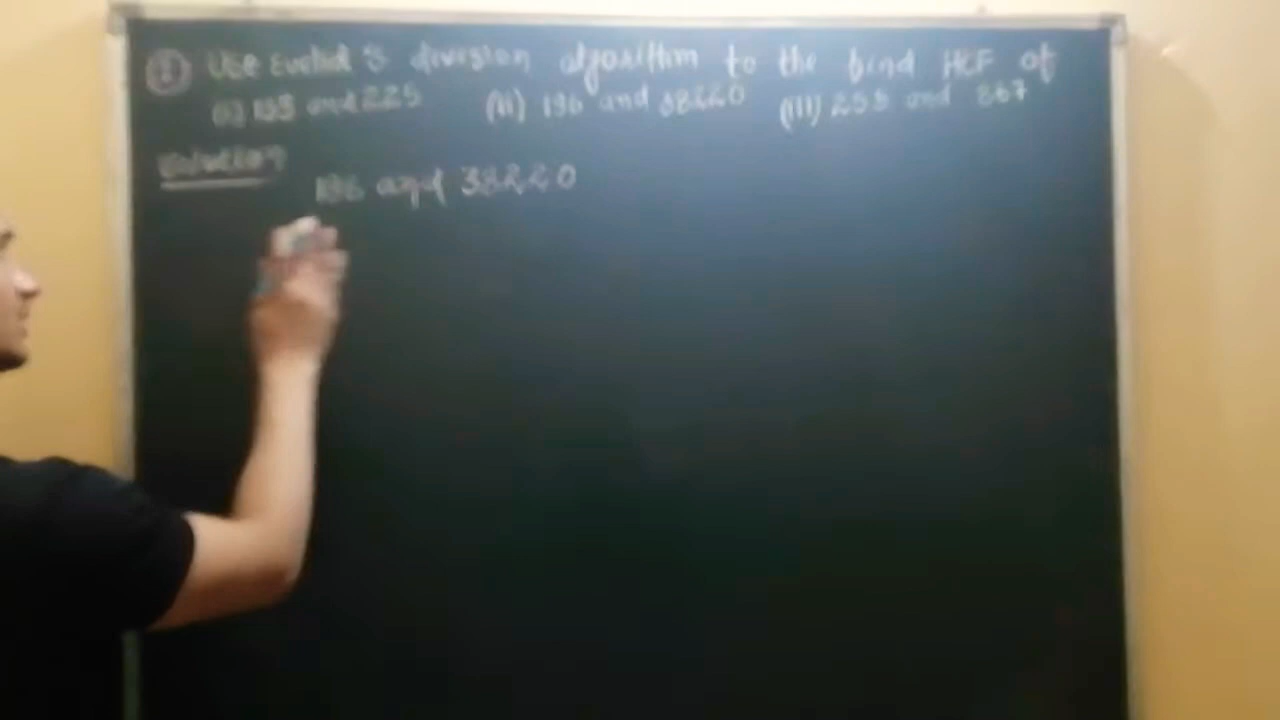 ① Use Euclid's division algorithm to the find HCF of
(i) 135 and 225 (ii) 196 and 38220 (iii) 255 and 867
Solution
196 and 38220